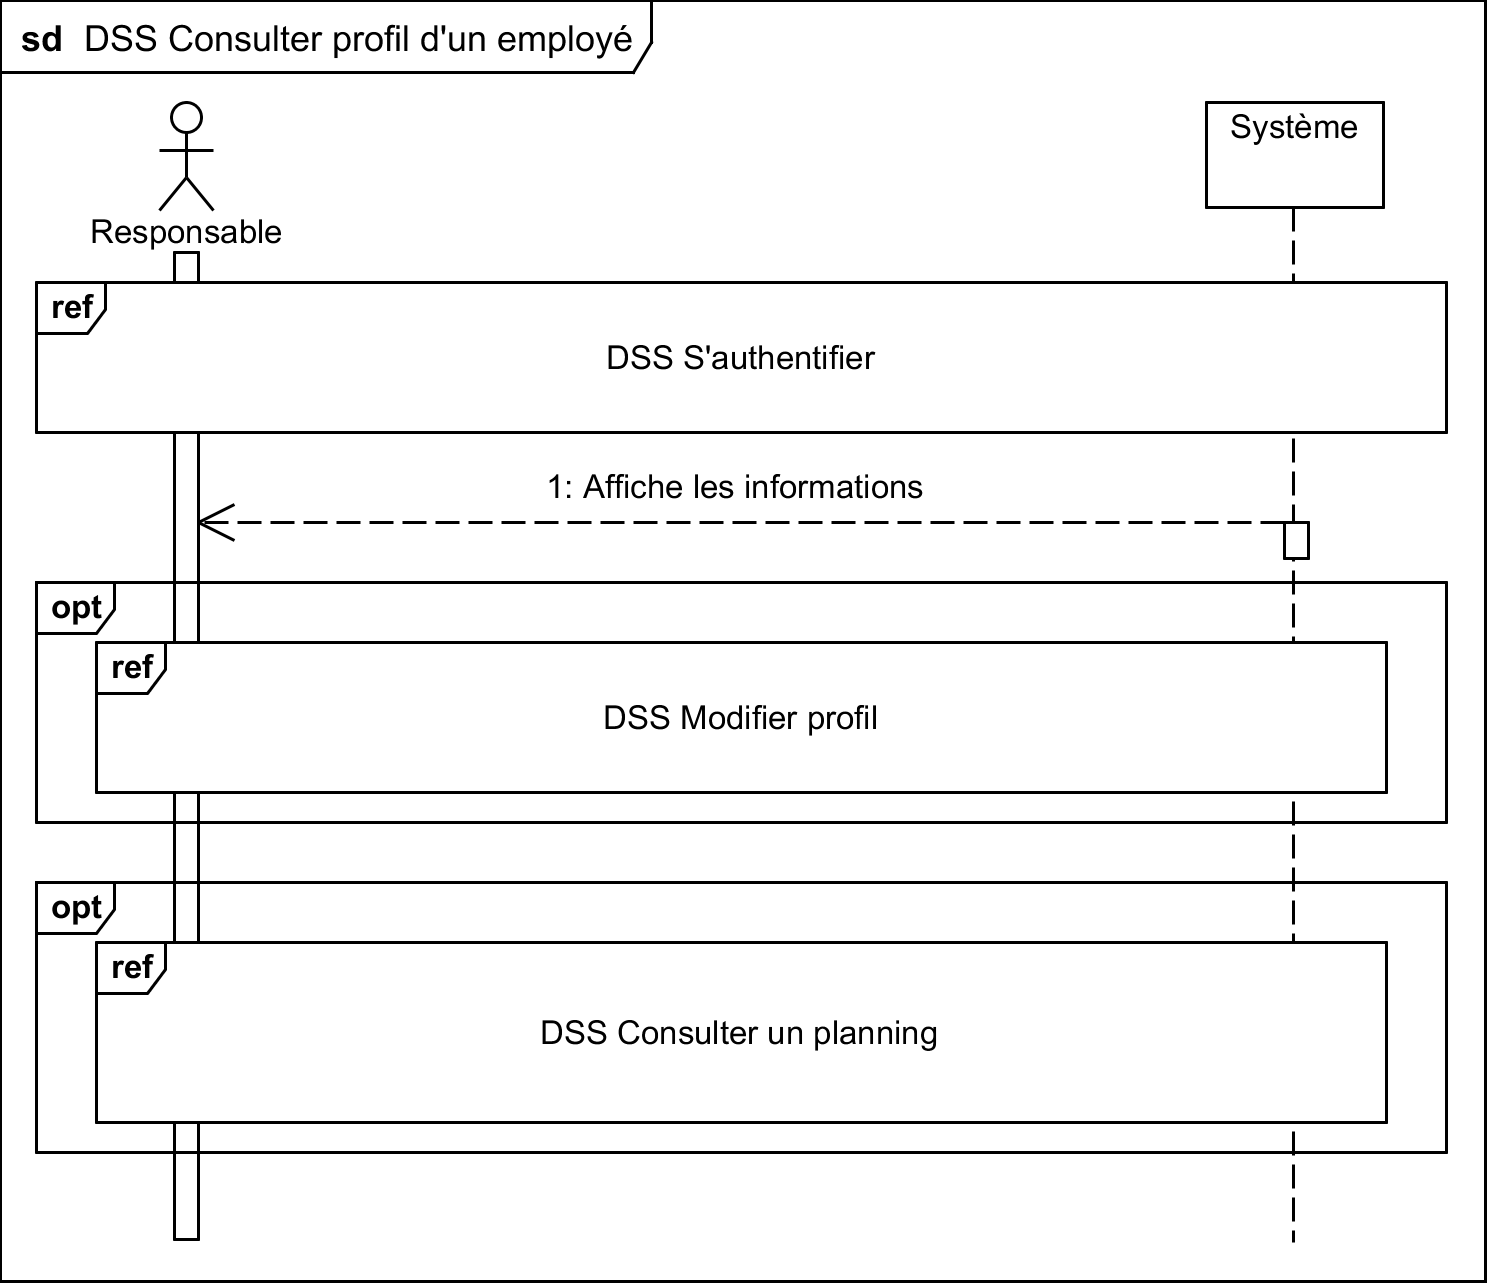 sd DSS Consulter profil d'un employé
Système
Responsable
ref
DSS S'authentifier
1: Affiche les informations
opt
ref
DSS Modifier profil
opt
ref
DSS Consulter un planning